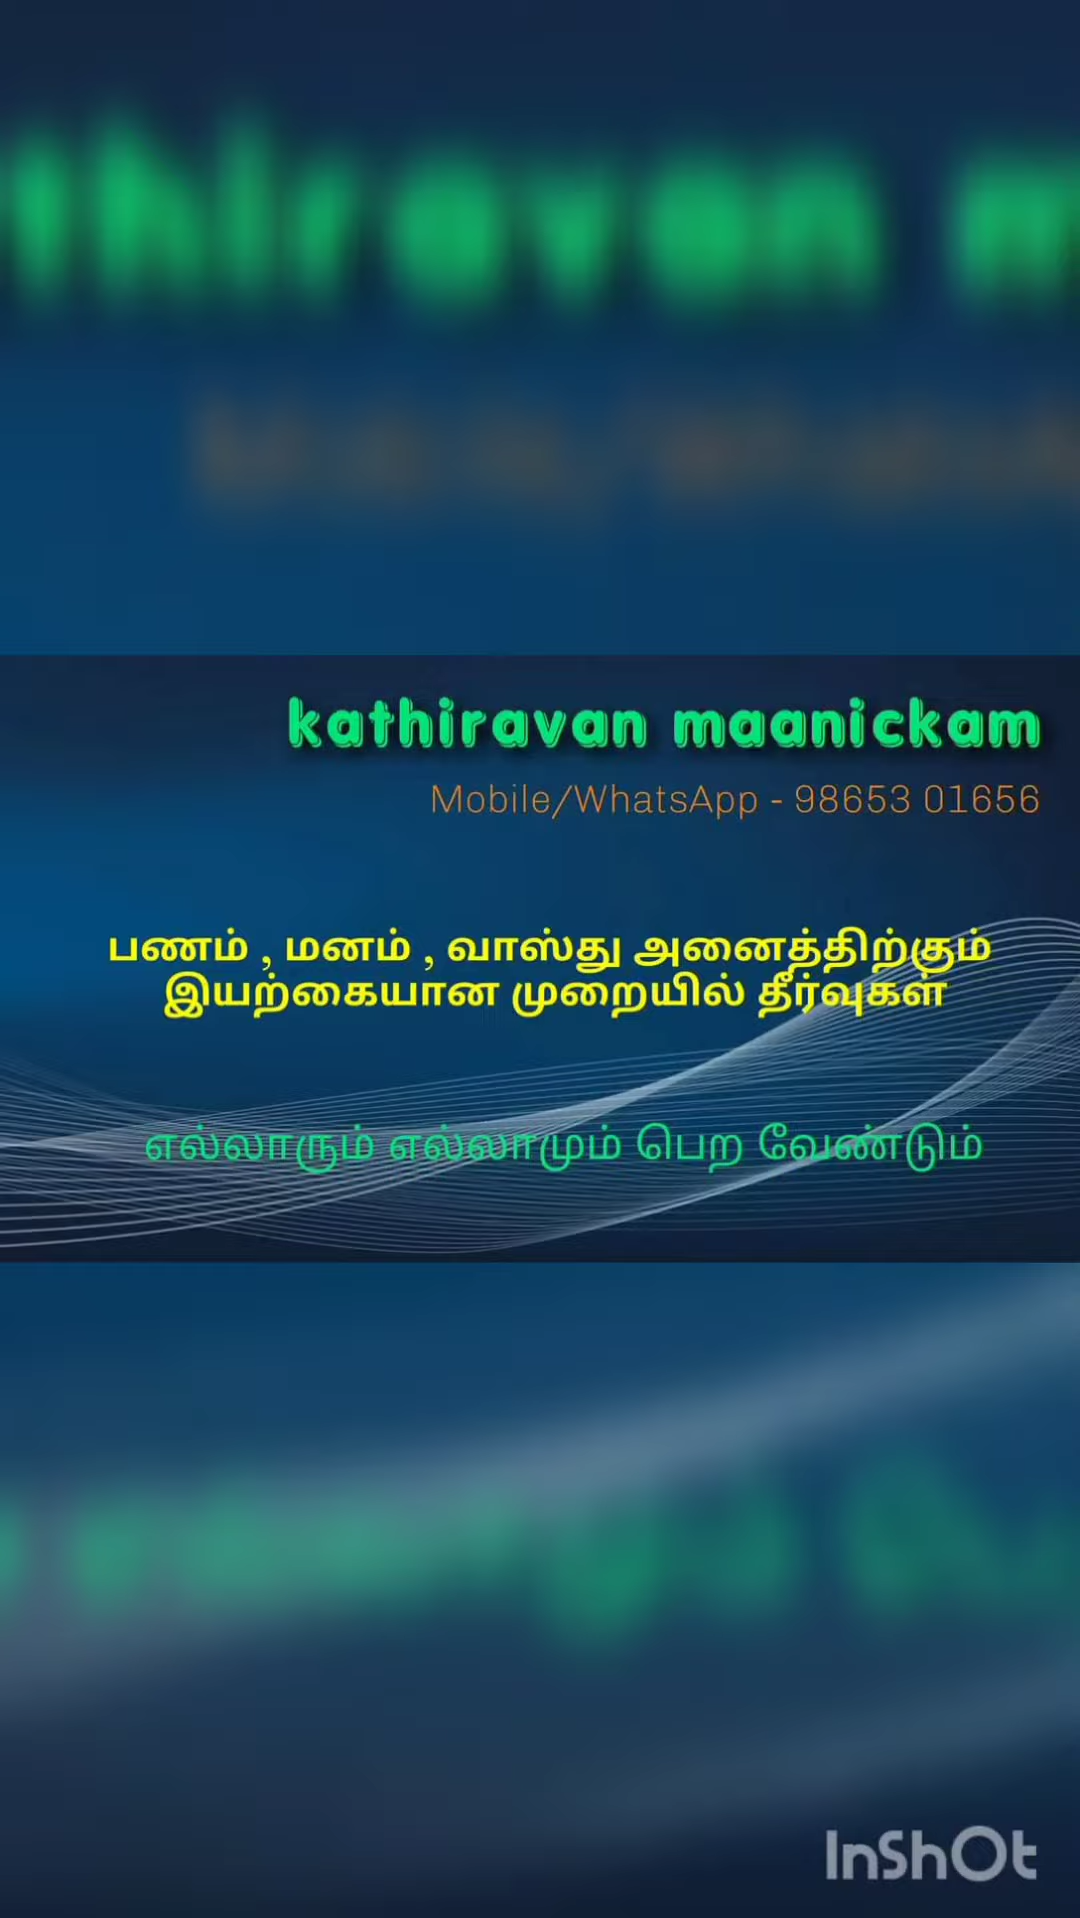 kathiravan maanickam
Mobile/WhatsApp - 98653 01656
பணம் , மனம் , வாஸ்து அனைத்திற்கும்
இயற்கையான முறையில் தீர்வுகள்
எல்லாரும் எல்லாமும் பெற வேண்டும்
InShOt